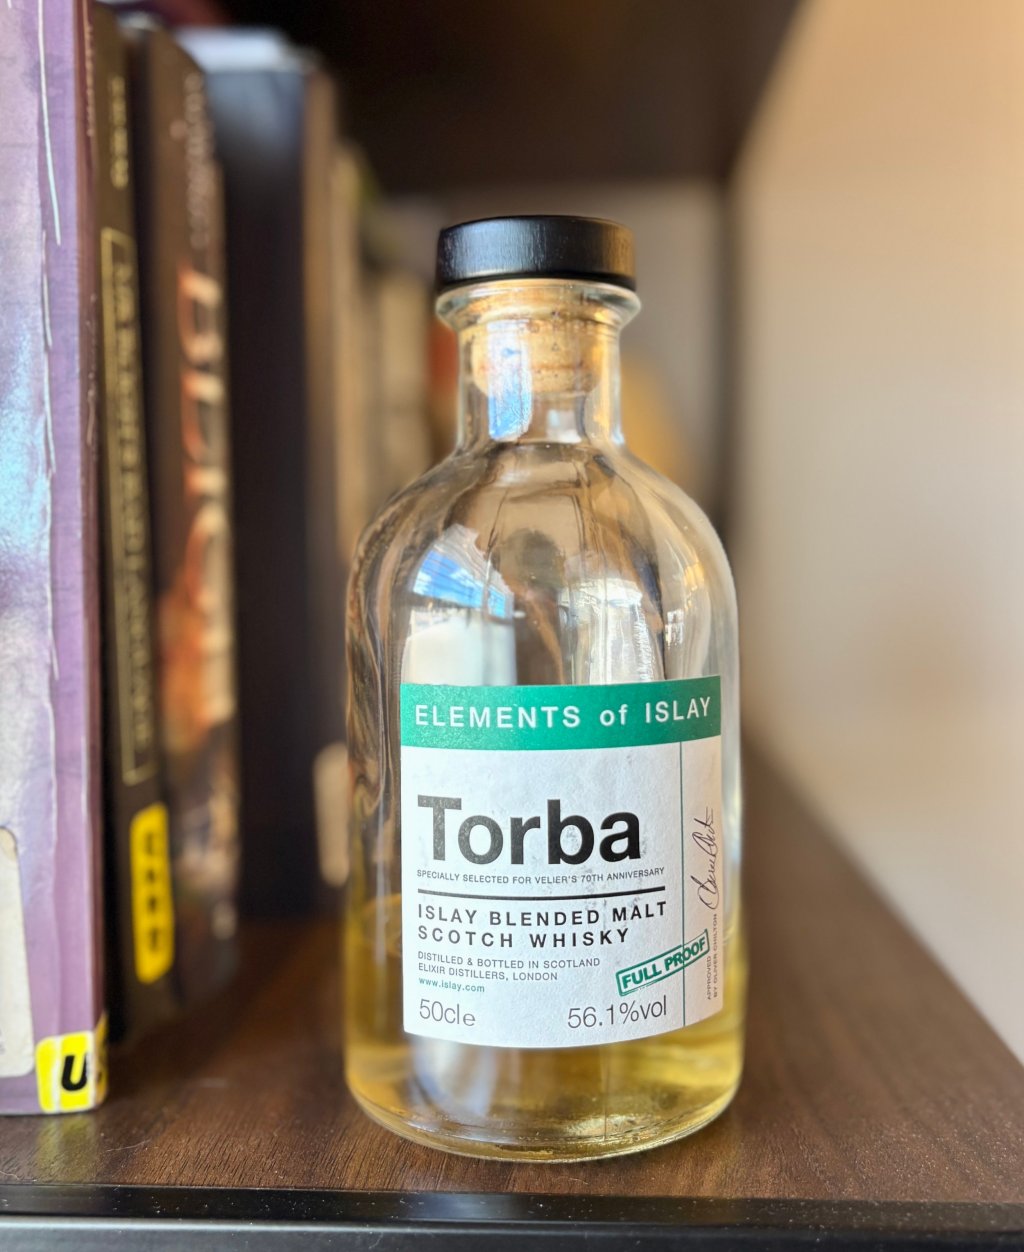 ELEMENTS of ISLAY
Torba
SPECIALLY SELECTED FOR VELIER'S 70TH ANNIVERSARY
ISLAY BLENDED MALT
SCOTCH WHISKY
DISTILLED & BOTTLED IN SCOTLAND
ELIXIR DISTILLERS, LONDON
www.islay.com
FULL PROOF
50cl e
56.1%vol
APPROVED
BY OLIVER CHILTON
U